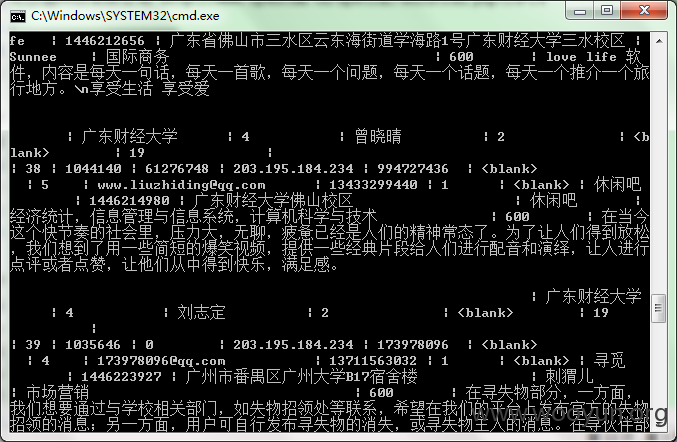 C:\Windows\SYSTEM32\cmd.exe
fe | 1446212656 | 广东省佛山市三水区云东海街道学海路1号广东财经大学三水校区 |
Sunnee | 国际商务 | 600 | love life 软
件，内容是每天一句话，每天一首歌，每天一个问题，每天一个话题，每天一个推介一个旅
行地方。\n享受生活 享受爱
| 广东财经大学 | 4 | 曾晓晴 | 2 | <b
lank> | 19 |
| 38 | 1044140 | 61276748 | 203.195.184.234 | 994727436 | <blank>
| 5 | www.liuzhiding@qq.com | 13433299440 | 1 | <blank> | 休闲吧
| 1446214980 | 广东财经大学佛山校区 | 休闲吧 |
经济统计，信息管理与信息系统，计算机科学与技术 | 600 | 在当今
这个快节奏的社会里，压力大，无聊，疲备已经是人们的精神常态了。为了让人们得到放松
，我们想到了用一些简短的爆笑视频，提供一些经典片段给人们进行配音和演绎，让人进行
点评或者点赞，让他们从中得到快乐，满足感。
| 广东财经大学
| 4 | 刘志定 | 2 | <blank> | 19
|
| 39 | 1035646 | 0 | 203.195.184.234 | 173978096 | <blank>
| 4 | 173978096@qq.com | 13711563032 | 1 | <blank> | 寻觅
| 1446223927 | 广州市番禺区广州大学B17宿舍楼 | 刺猬儿
| 市场营销 | 600 | 在寻失物部分，一方面，
我们想要通过与学校相关部门，如失物招领处等联系，希望在我们的平台发布官方的失物
招领的消息；另一方面，用户可自行发布寻失物的消失，或寻失物主人的消息。在寻伙伴部
www.wooyun.org